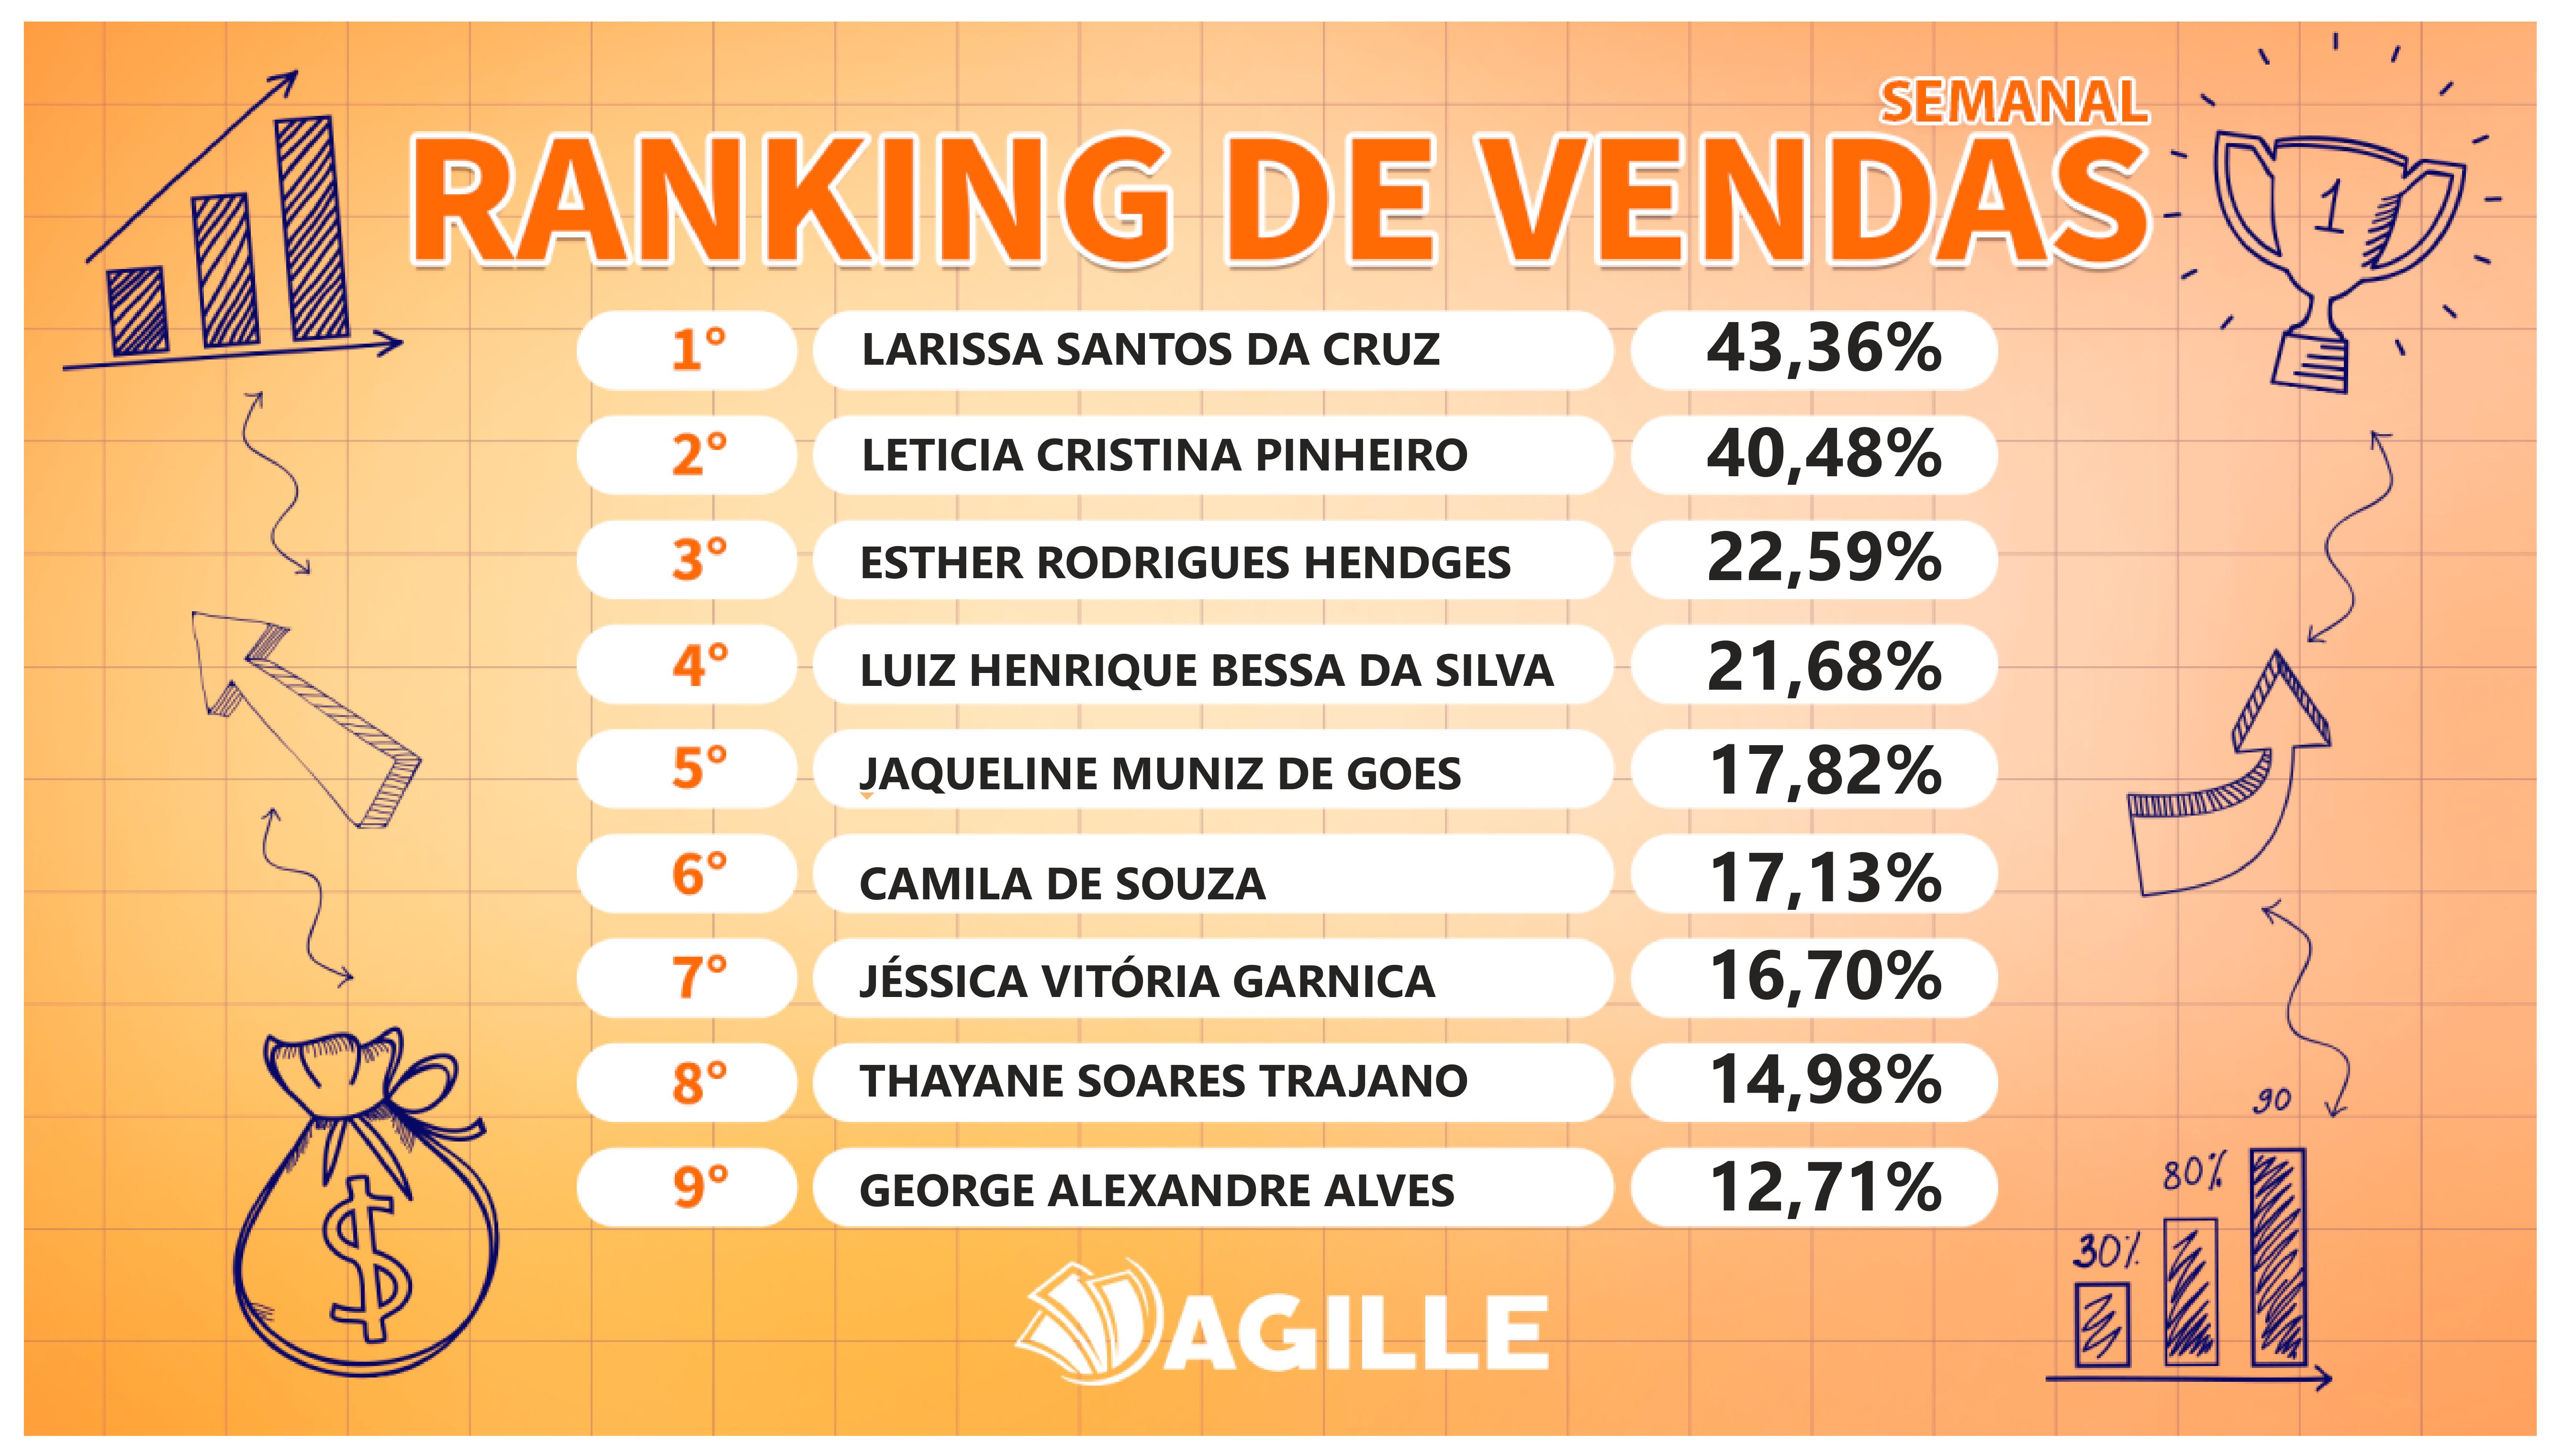 SEMANAL
RANKING DE VENDAS
1
1° LARISSA SANTOS DA CRUZ 43,36%
2° LETICIA CRISTINA PINHEIRO 40,48%
3° ESTHER RODRIGUES HENDGES 22,59%
4° LUIZ HENRIQUE BESSA DA SILVA 21,68%
5° JAQUELINE MUNIZ DE GOES 17,82%
6° CAMILA DE SOUZA 17,13%
7° JÉSSICA VITÓRIA GARNICA 16,70%
8° THAYANE SOARES TRAJANO 14,98%
9° GEORGE ALEXANDRE ALVES 12,71%
$
90
80%
30%
AGILLE